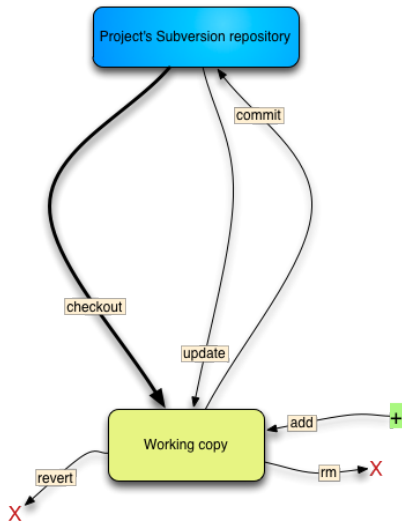 Project's Subversion repository
commit
checkout
update
add
+
Working copy
rm
X
revert
X